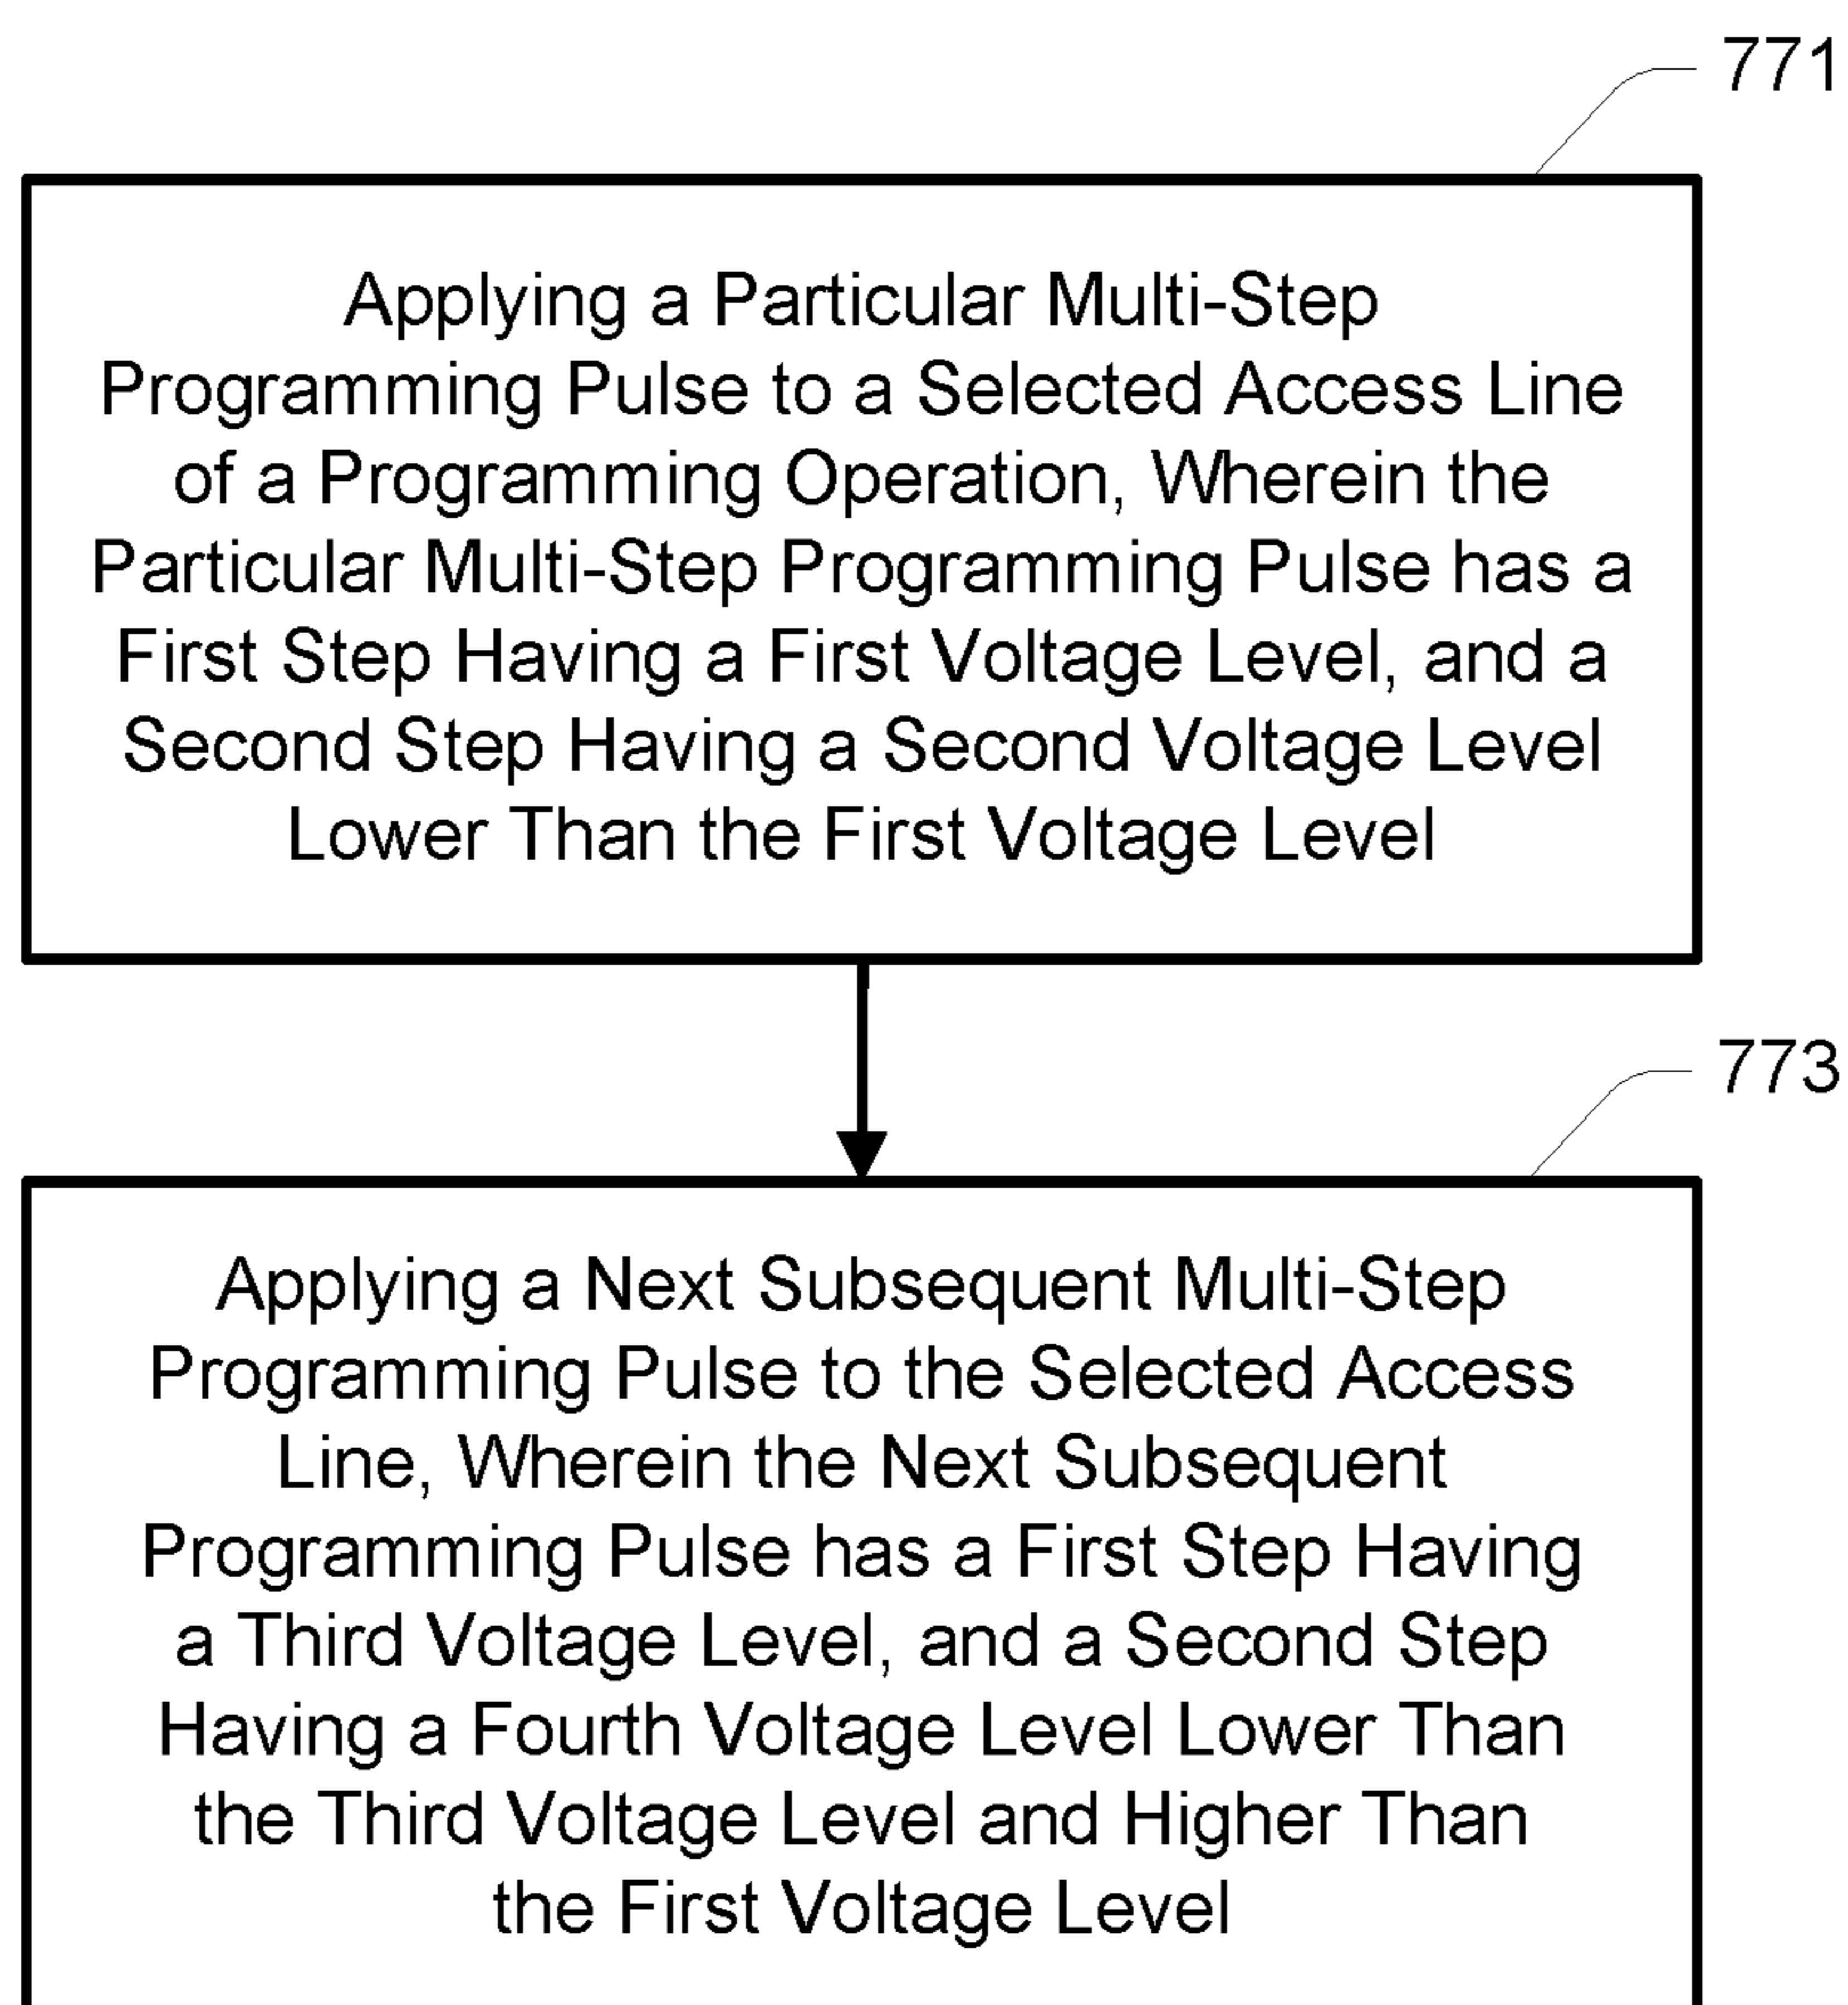 771
Applying a Particular Multi-Step
Programming Pulse to a Selected Access Line
of a Programming Operation, Wherein the
Particular Multi-Step Programming Pulse has a
First Step Having a First Voltage Level, and a
Second Step Having a Second Voltage Level
Lower Than the First Voltage Level
773
Applying a Next Subsequent Multi-Step
Programming Pulse to the Selected Access
Line, Wherein the Next Subsequent
Programming Pulse has a First Step Having
a Third Voltage Level, and a Second Step
Having a Fourth Voltage Level Lower Than
the Third Voltage Level and Higher Than
the First Voltage Level